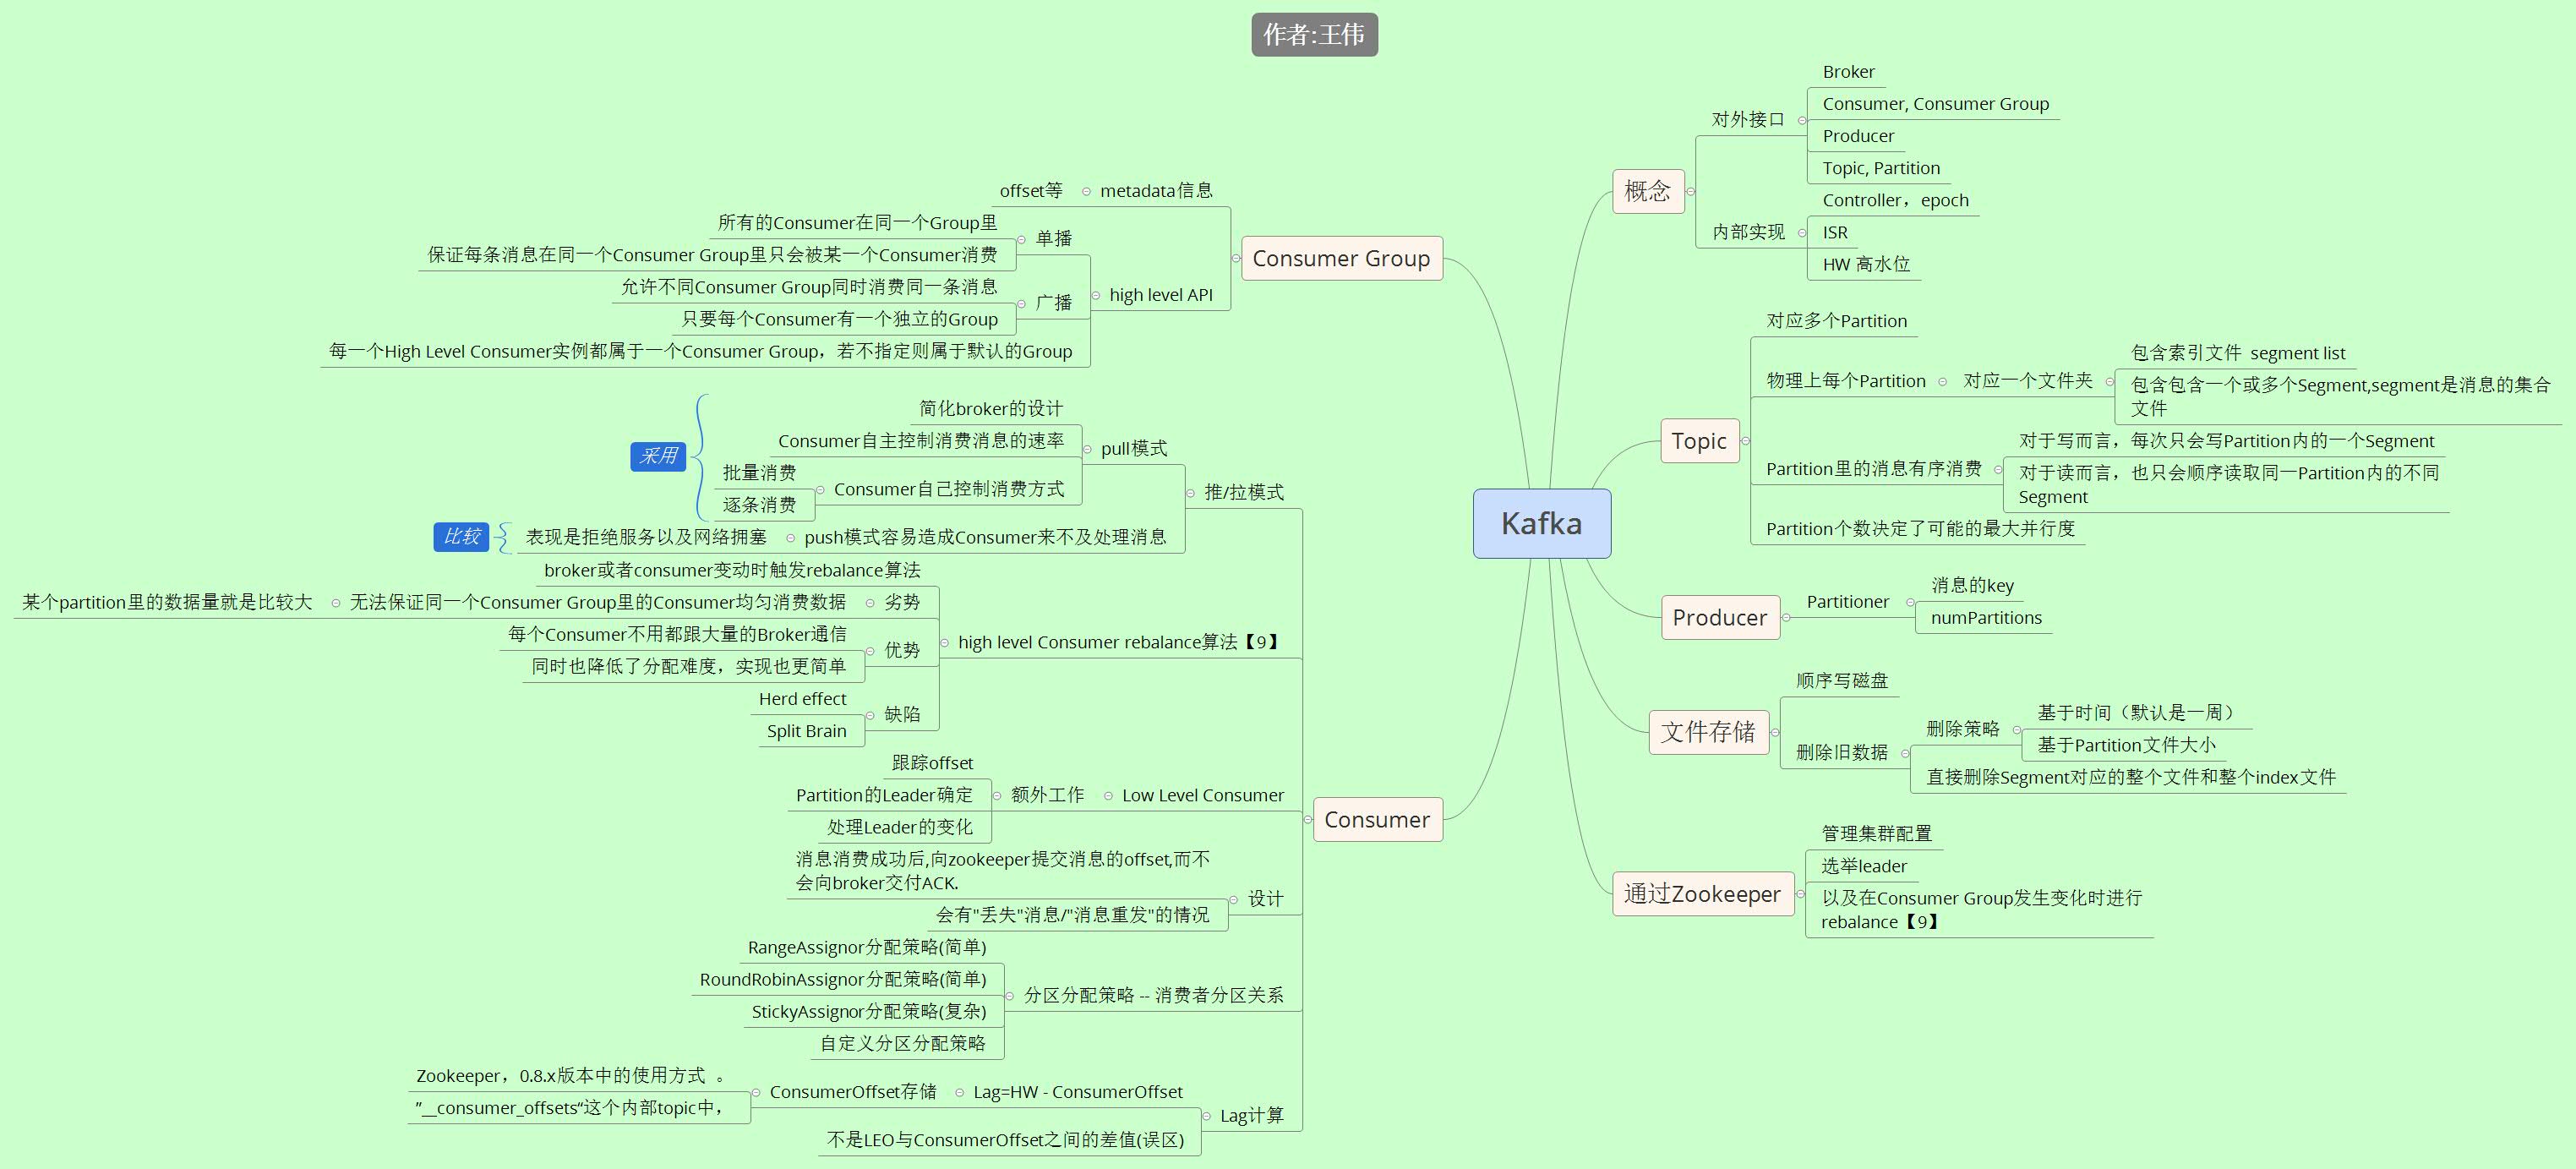 作者:王伟
Kafka
概念
对外接口
Broker
Consumer, Consumer Group
Producer
Topic, Partition
内部实现
Controller，epoch
ISR
HW 高水位
Topic
对应多个Partition
物理上每个Partition
对应一个文件夹
包含索引文件 segment list
包含包含一个或多个Segment,segment是消息的集合
文件
Partition里的消息有序消费
对于写而言，每次只会写Partition内的一个Segment
对于读而言，也只会顺序读取同一Partition内的不同
Segment
Partition个数决定了可能的最大并行度
Producer
Partitioner
消息的key
numPartitions
文件存储
顺序写磁盘
删除旧数据
删除策略
基于时间（默认是一周）
基于Partition文件大小
直接删除Segment对应的整个文件和整个index文件
通过Zookeeper
管理集群配置
选举leader
以及在Consumer Group发生变化时进行
rebalance【9】
Consumer Group
metadata信息
offset等
high level API
单播
所有的Consumer在同一个Group里
保证每条消息在同一个Consumer Group里只会被某一个Consumer消费
广播
允许不同Consumer Group同时消费同一条消息
只要每个Consumer有一个独立的Group
每一个High Level Consumer实例都属于一个Consumer Group，若不指定则属于默认的Group
Consumer
推/拉模式
pull模式
简化broker的设计
Consumer自主控制消费消息的速率
Consumer自己控制消费方式
批量消费
逐条消费
采用
push模式容易造成Consumer来不及处理消息
表现是拒绝服务以及网络拥塞
比较
high level Consumer rebalance算法【9】
broker或者consumer变动时触发rebalance算法
劣势
无法保证同一个Consumer Group里的Consumer均匀消费数据
某个partition里的数据量就是比较大
优势
每个Consumer不用都跟大量的Broker通信
同时也降低了分配难度，实现也更简单
缺陷
Herd effect
Split Brain
Low Level Consumer
额外工作
跟踪offset
Partition的Leader确定
处理Leader的变化
设计
消息消费成功后,向zookeeper提交消息的offset,而不
会向broker交付ACK.
会有"丢失"消息/"消息重发"的情况
分区分配策略 -- 消费者分区关系
RangeAssignor分配策略(简单)
RoundRobinAssignor分配策略(简单)
StickyAssignor分配策略(复杂)
自定义分区分配策略
Lag计算
Lag=HW - ConsumerOffset
ConsumerOffset存储
Zookeeper，0.8.x版本中的使用方式 。
”__consumer_offsets“这个内部topic中，
不是LEO与ConsumerOffset之间的差值(误区)